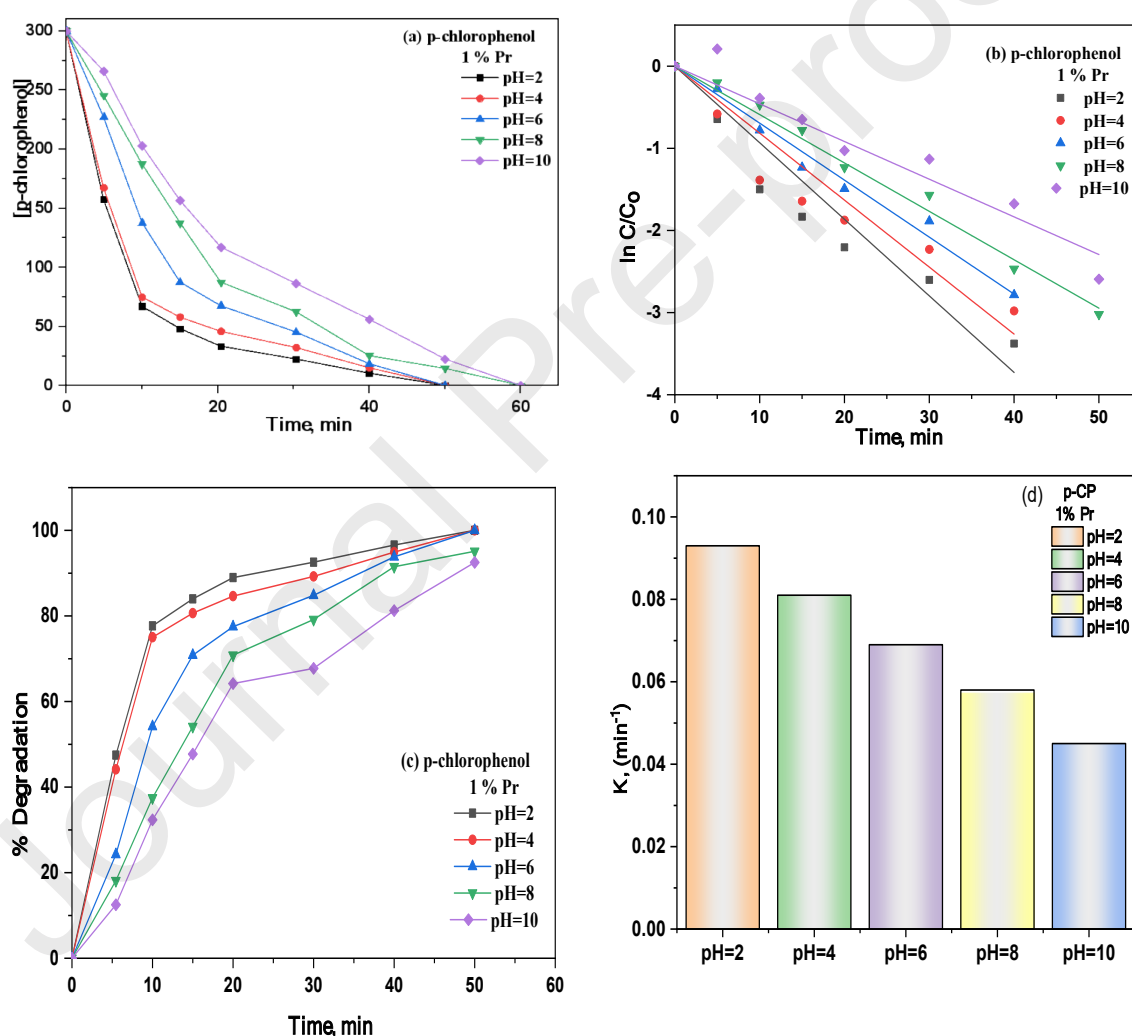 (a) p-chlorophenol
1 % Pr
pH=2
pH=4
pH=6
pH=8
pH=10
[p-chlorophenol]
300
250
200
150
100
50
0
0 20 40 60
Time, min
(b) p-chlorophenol
1 % Pr
pH=2
pH=4
pH=6
pH=8
pH=10
ln C/Co
0
-1
-2
-3
-4
0 10 20 30 40 50
Time, min
(c) p-chlorophenol
1 % Pr
pH=2
pH=4
pH=6
pH=8
pH=10
% Degradation
100
80
60
40
20
0
0 10 20 30 40 50 60
Time, min
(d) p-CP
1% Pr
pH=2
pH=4
pH=6
pH=8
pH=10
K, (min⁻¹)
0.10
0.08
0.06
0.04
0.02
0.00
pH=2 pH=4 pH=6 pH=8 pH=10
Journal Pre-proo